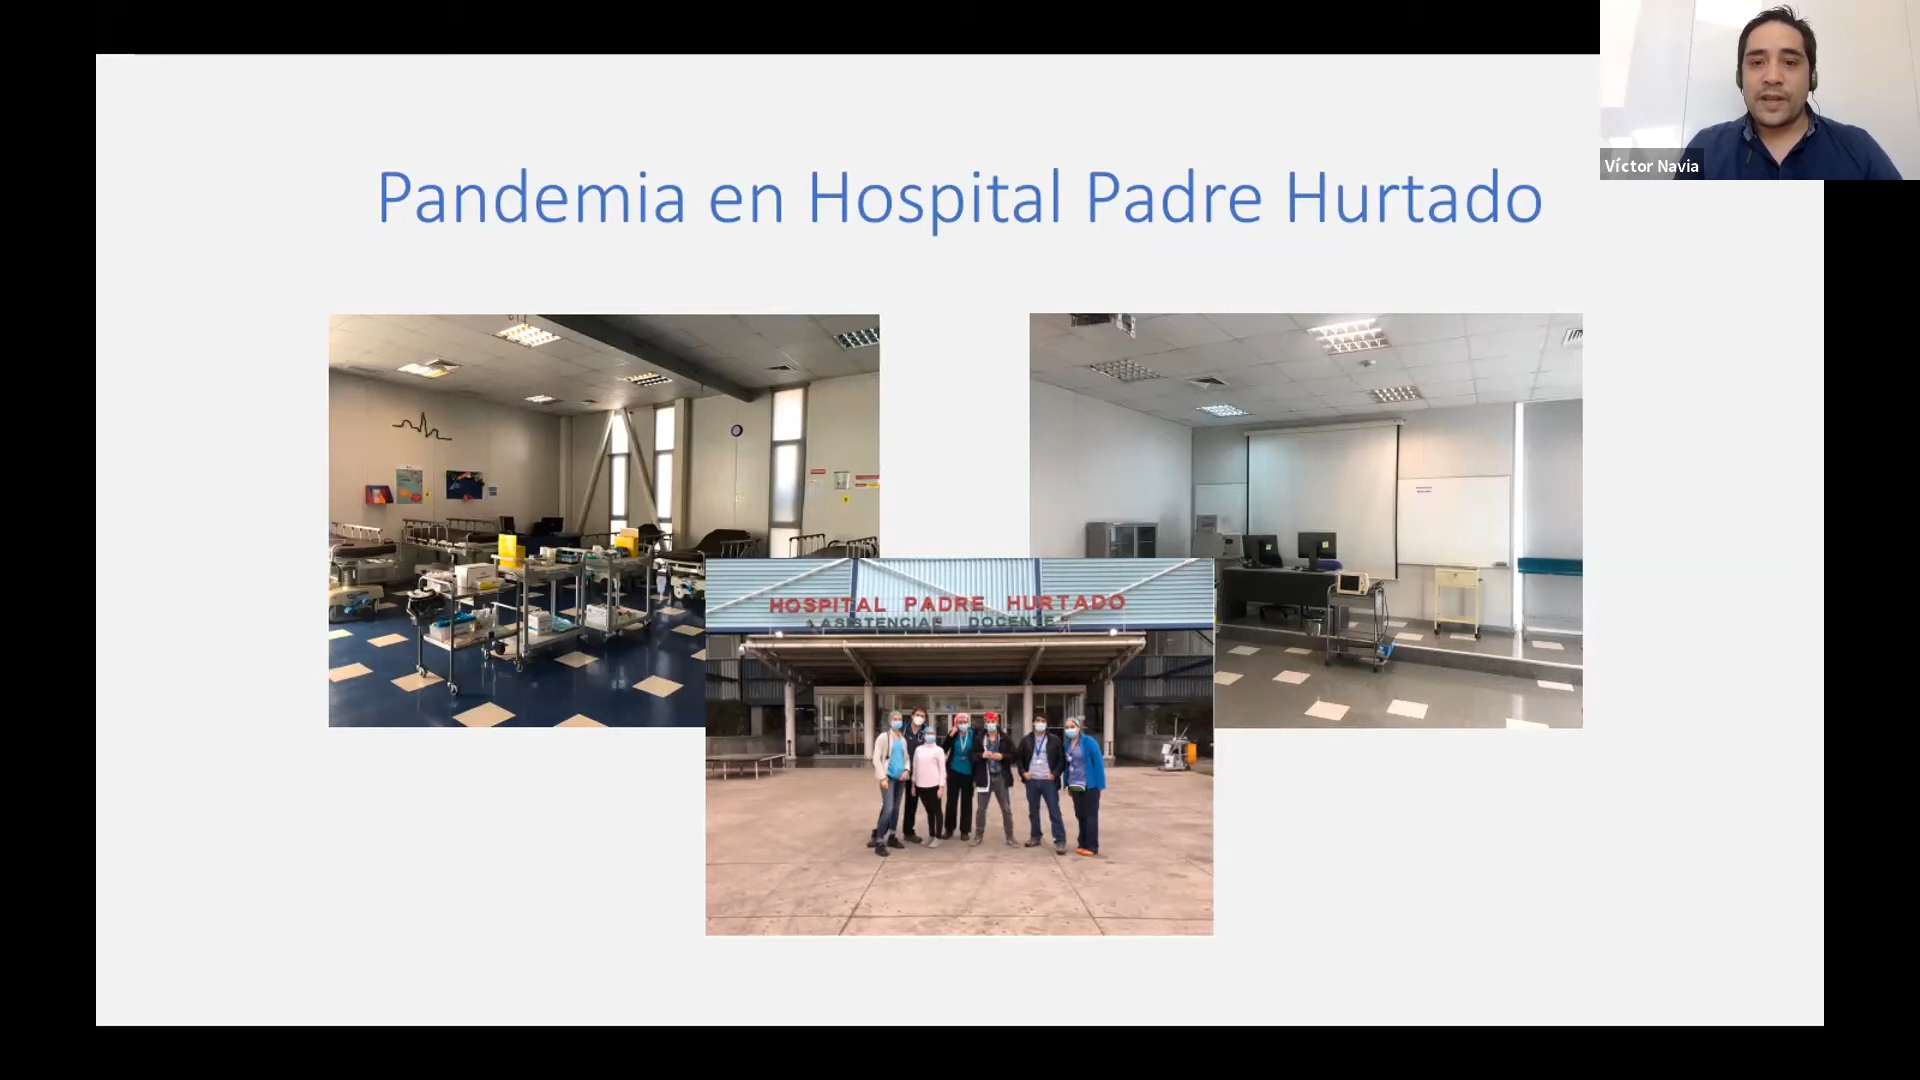 Víctor Navia
Pandemia en Hospital Padre Hurtado
HOSPITAL PADRE HURTADO
ASISTENCIAL DOCENTE